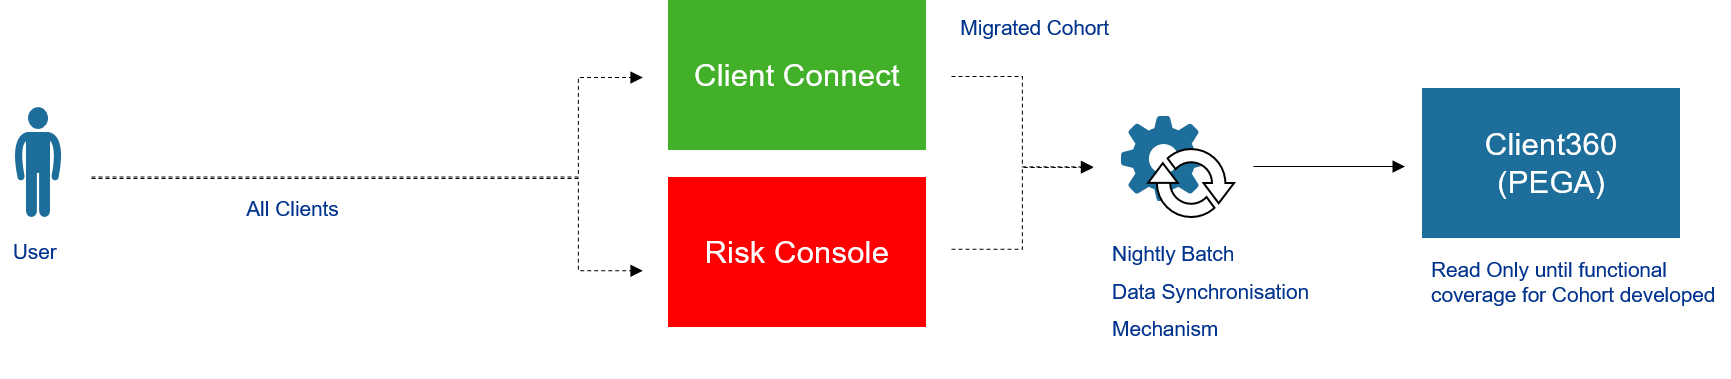 User
All Clients
Client Connect
Risk Console
Migrated Cohort
Nightly Batch
Data Synchronisation
Mechanism
Client360
(PEGA)
Read Only until functional
coverage for Cohort developed